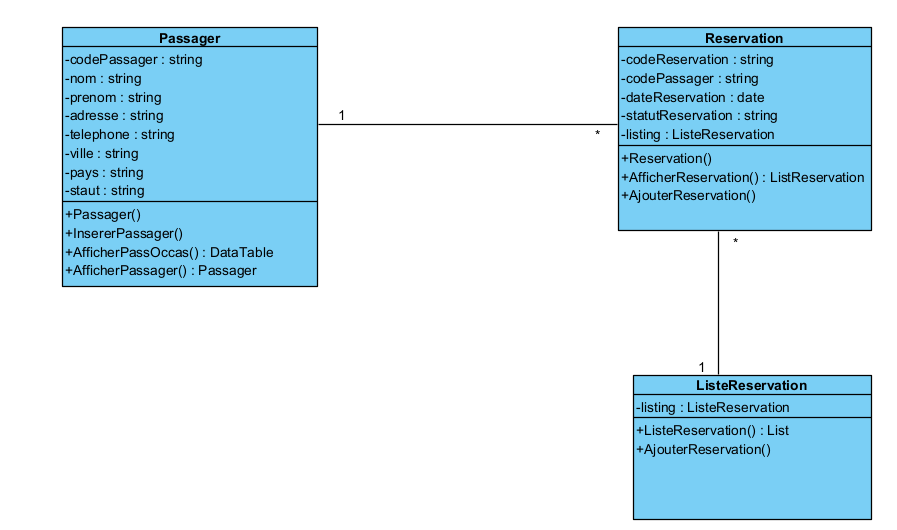 Passager
-codePassager : string
-nom : string
-prenom : string
-adresse : string
-telephone : string
-ville : string
-pays : string
-staut : string
+Passager()
+InsererPassager()
+AfficherPassOccas() : DataTable
+AfficherPassager() : Passager
1
*
Reservation
-codeReservation : string
-codePassager : string
-dateReservation : date
-statutReservation : string
-listing : ListeReservation
+Reservation()
+AfficherReservation() : ListReservation
+AjouterReservation()
*
1
ListeReservation
-listing : ListeReservation
+ListeReservation() : List
+AjouterReservation()